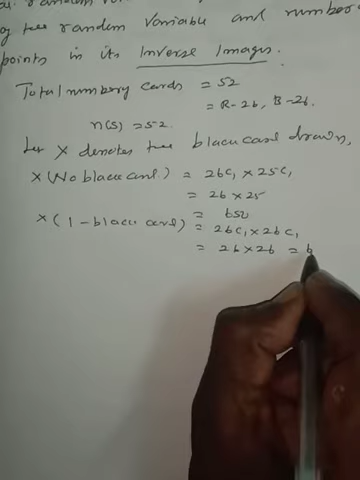 of the random variable and number
points in its Inverse Images.
Total number cards = 52
= R-26, B-26.
n(S) = 52.
Let X denotes the black card drawn,
X(No black card.) = 26C₁ × 25C₁
= 26 × 25
= 650
X(1-black card) = 26C₁ × 26C₁
= 26 × 26 = 6